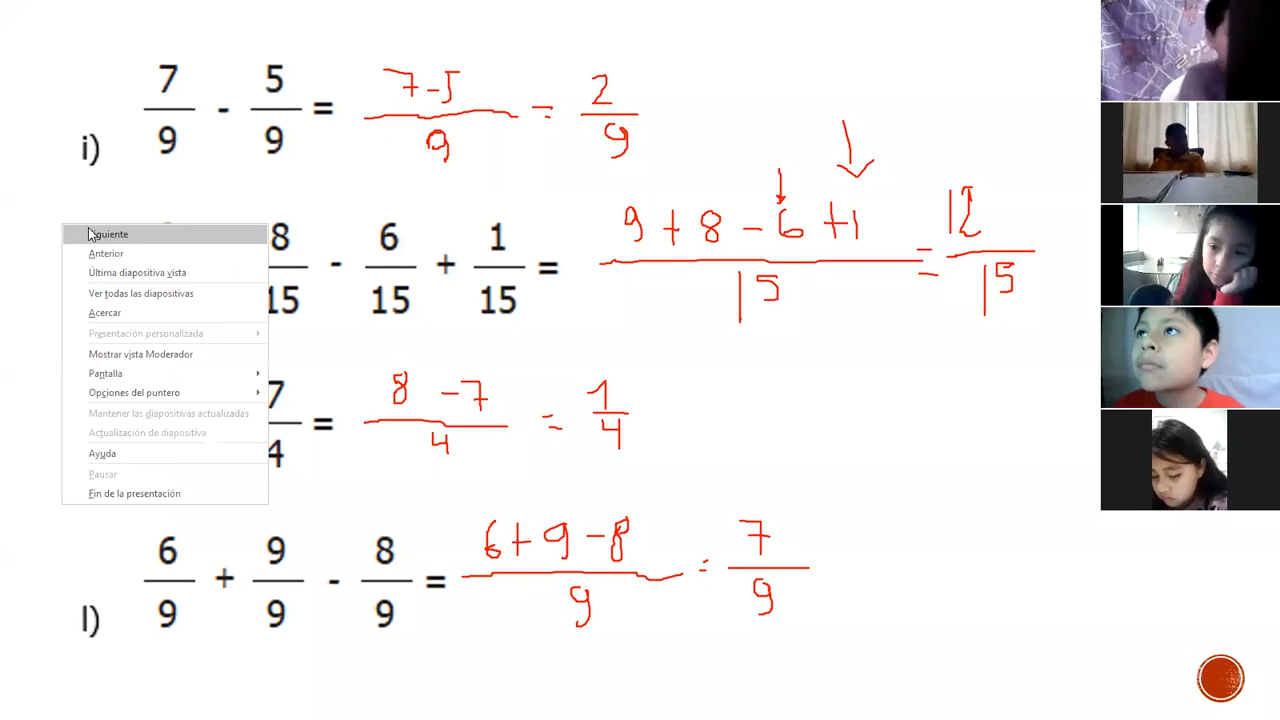 i) 7/9 - 5/9 = 7-5/9 = 2/9
8/15 - 6/15 + 1/15 = 9+8-6+1/15 = 12/15
7/4 = 8-7/4 = 1/4
l) 6/9 + 9/9 - 8/9 = 6+9-8/9 = 7/9
Anterior
Última diapositiva vista
Ver todas las diapositivas
Acercar
Presentación personalizada
Mostrar vista Moderador
Pantalla
Opciones del puntero
Mantener las diapositivas actualizadas
Actualización de diapositiva
Ayuda
Pausar
Fin de la presentación